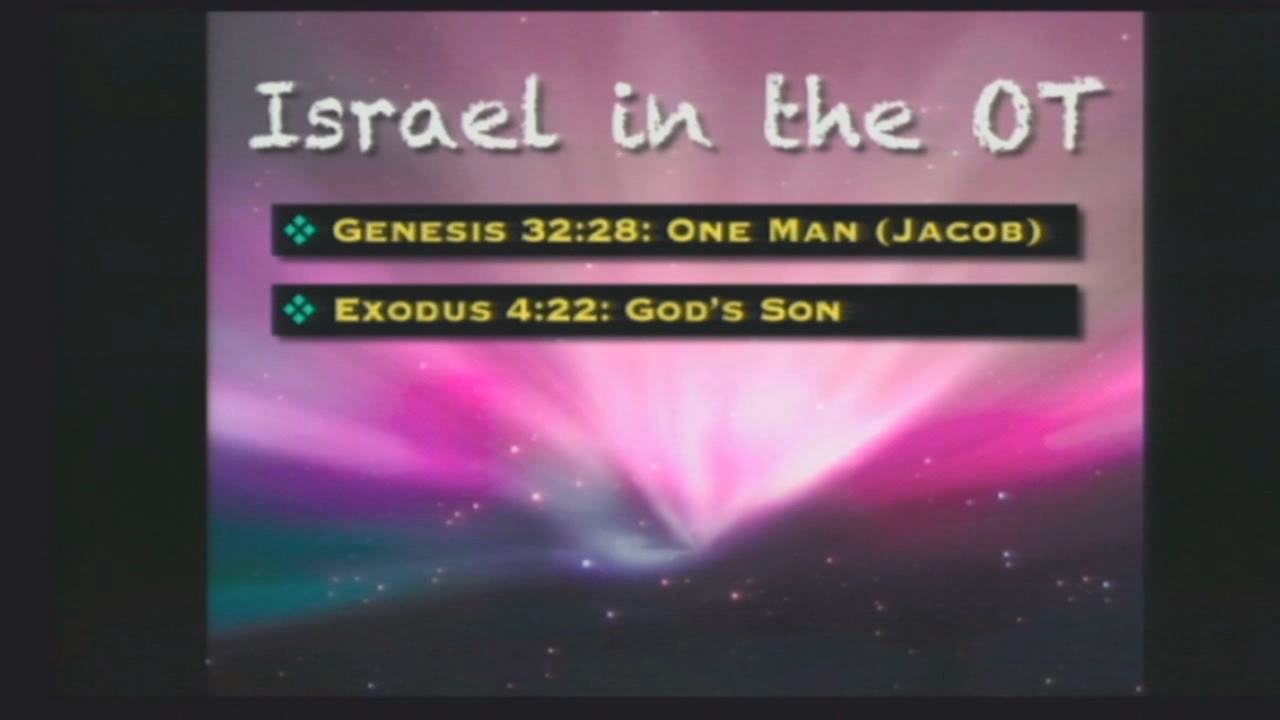 Israel in the OT
Genesis 32:28: One Man (Jacob)
Exodus 4:22: God's Son